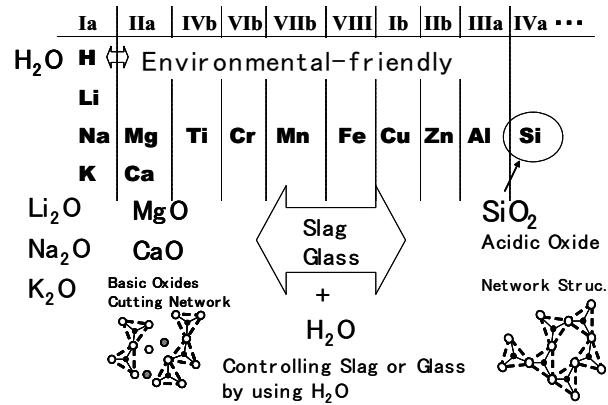 Ia IIa IVb VIb VIIb VIII Ib IIb IIIa IVa ···
H₂O H Environmental-friendly
Li
Na Mg Ti Cr Mn Fe Cu Zn Al Si
K Ca
Li₂O MgO SiO₂
Slag
Na₂O CaO Glass Acidic Oxide
K₂O
Basic Oxides
Cutting Network
Network Struc.
+
H₂O
Controlling Slag or Glass
by using H₂O